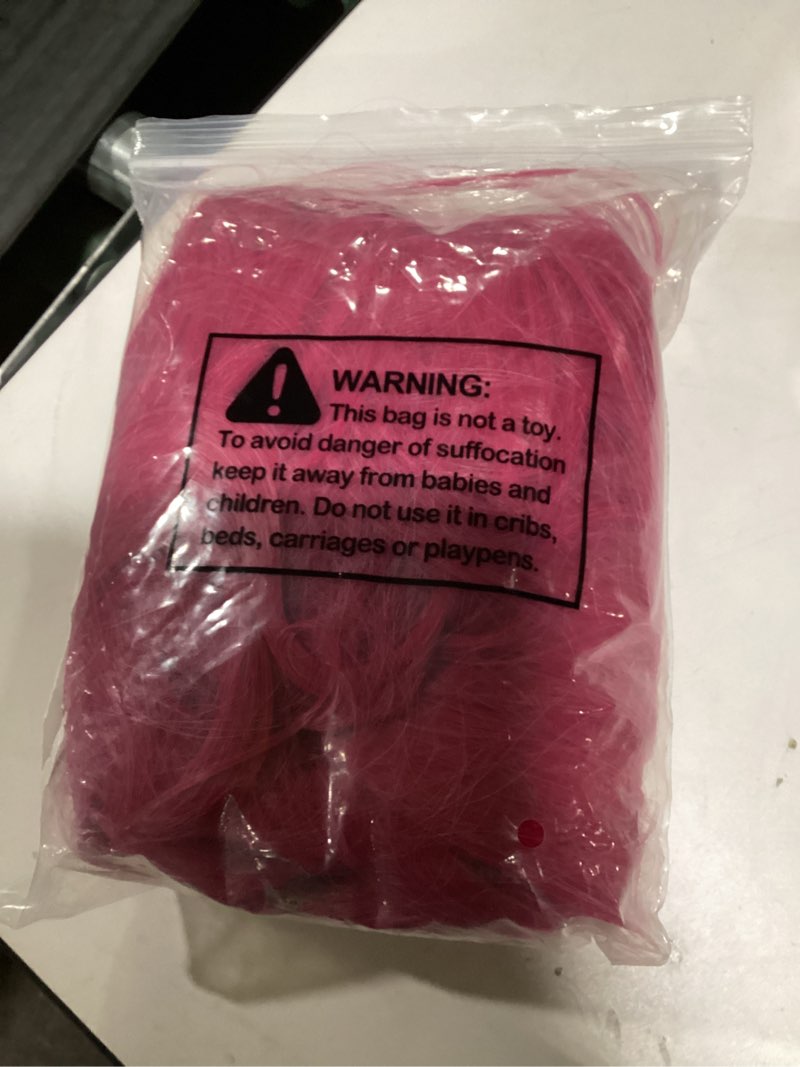 WARNING:
This bag is not a toy.
To avoid danger of suffocation
keep it away from babies and
children. Do not use it in cribs,
beds, carriages or playpens.